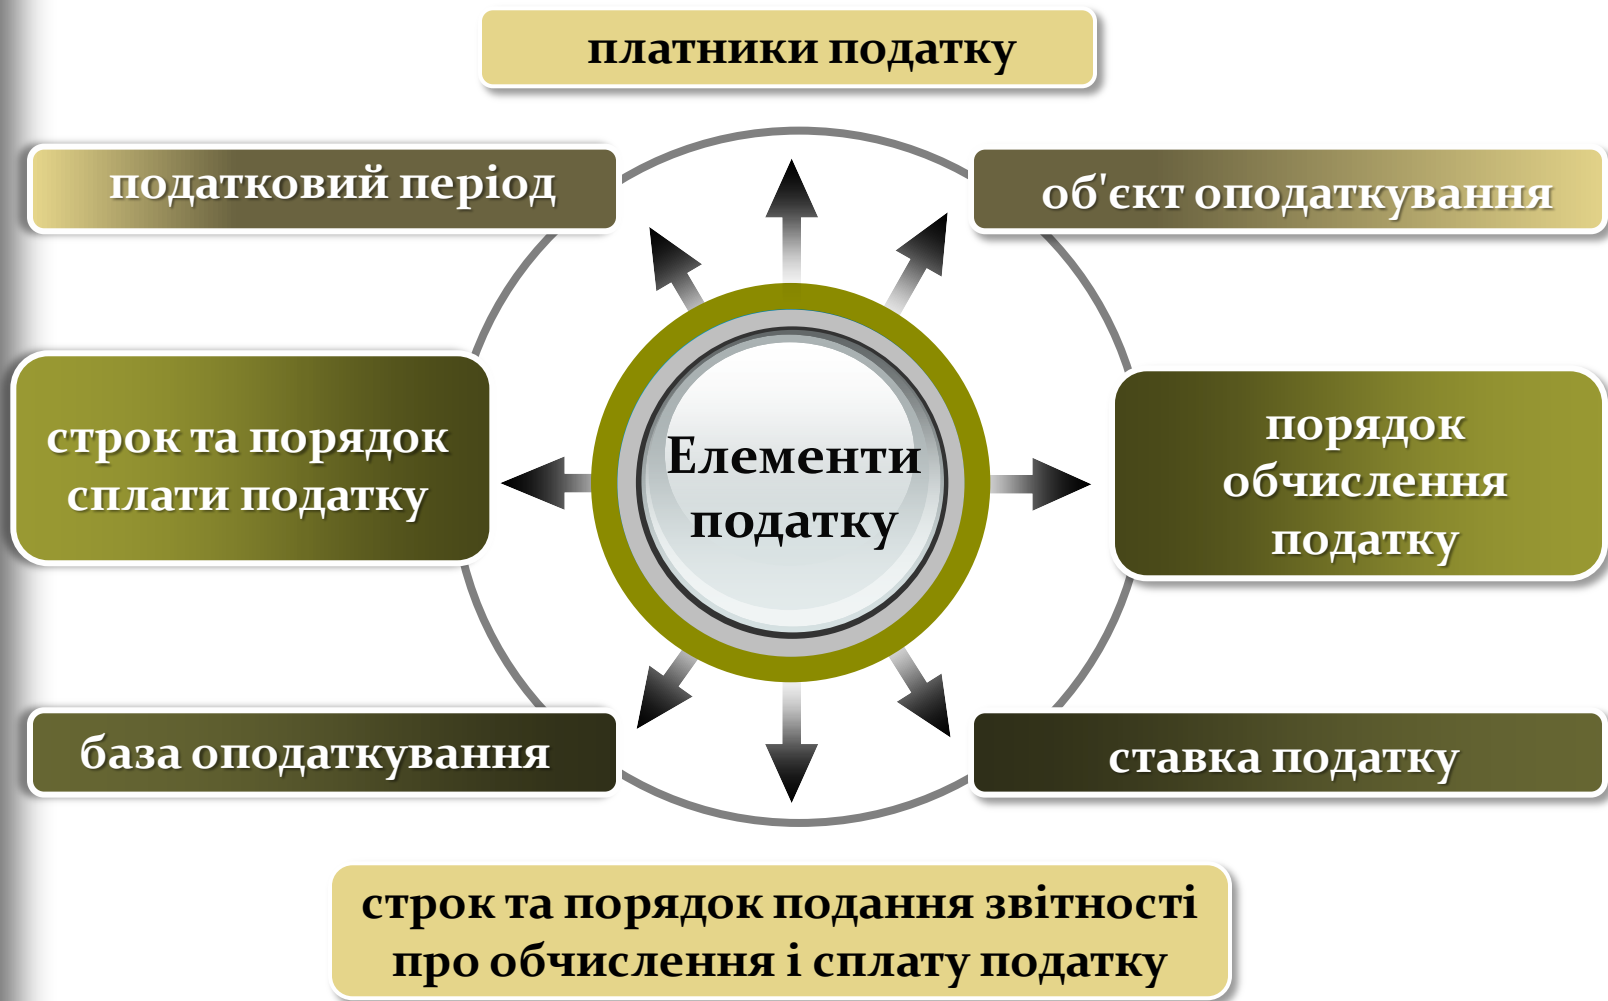 платники податку
податковий період
об'єкт оподаткування
строк та порядок
сплати податку
Елементи
податку
порядок
обчислення
податку
база оподаткування
ставка податку
строк та порядок подання звітності
про обчислення і сплату податку